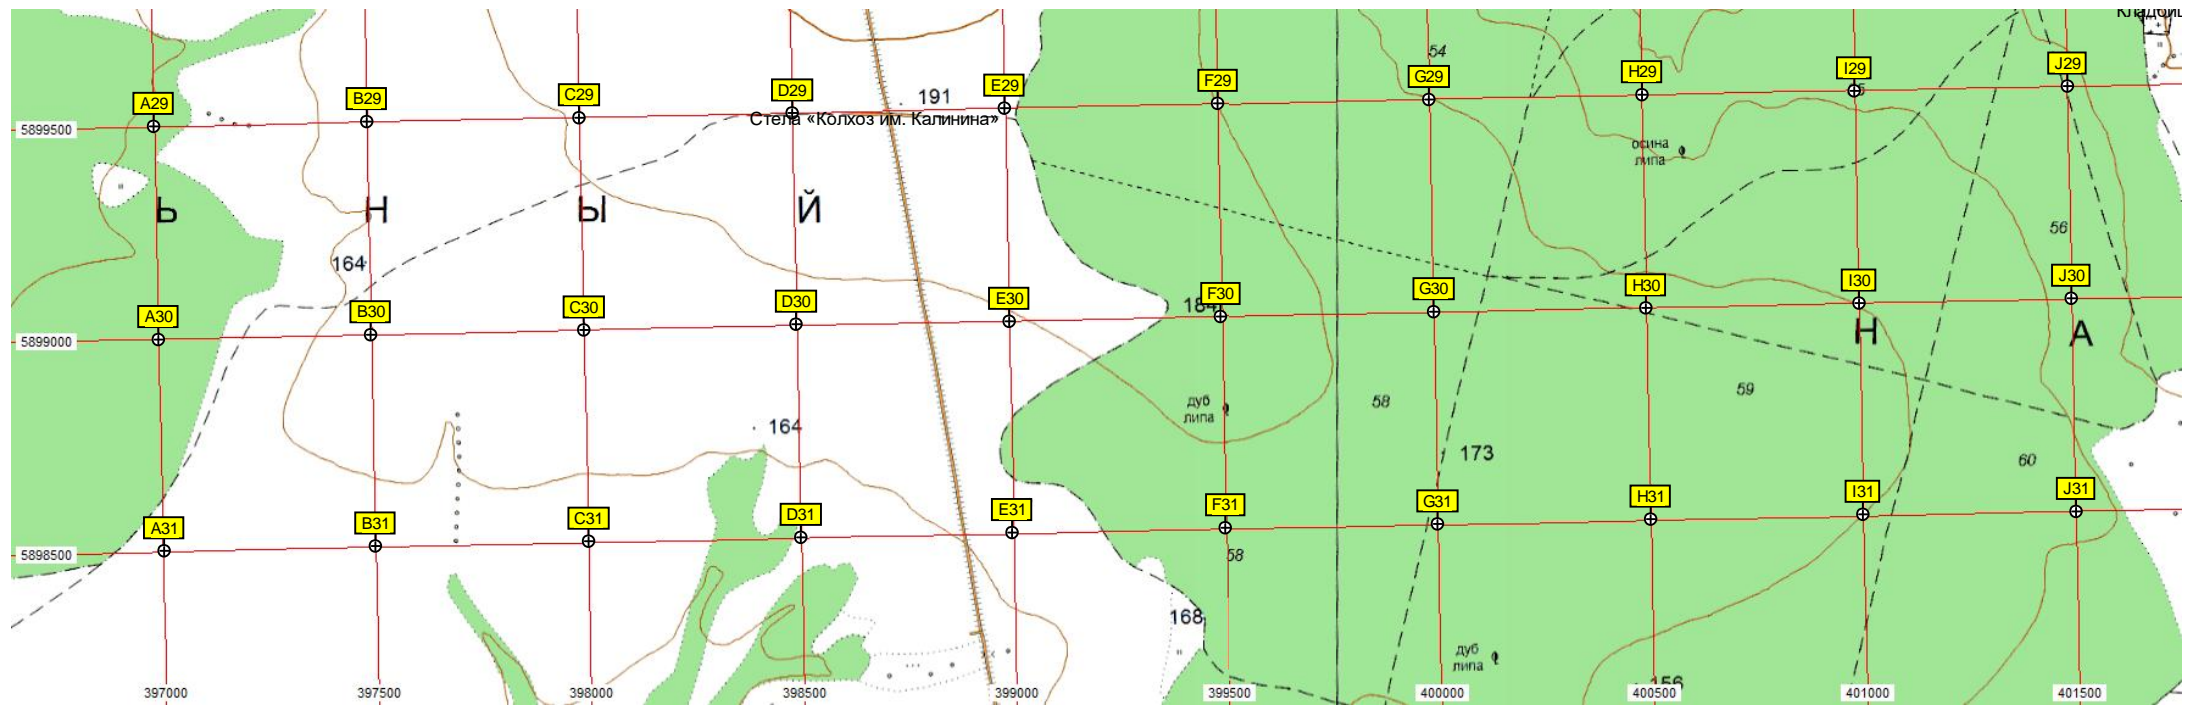 Кладбищ
54
A29 B29 C29 D29 E29 F29 G29 H29 I29 J29
191
5899500
Стела «Колхоз им. Калинина»
осина
липа
Ь Н Ы Й
56
164
A30 B30 C30 D30 E30 F30 G30 H30 I30 J30
184
5899000
Н А
59
дуб
липа
58
164
173
60
A31 B31 C31 D31 E31 F31 G31 H31 I31 J31
5898500
58
168
дуб
липа
156
397000 397500 398000 398500 399000 399500 400000 400500 401000 401500